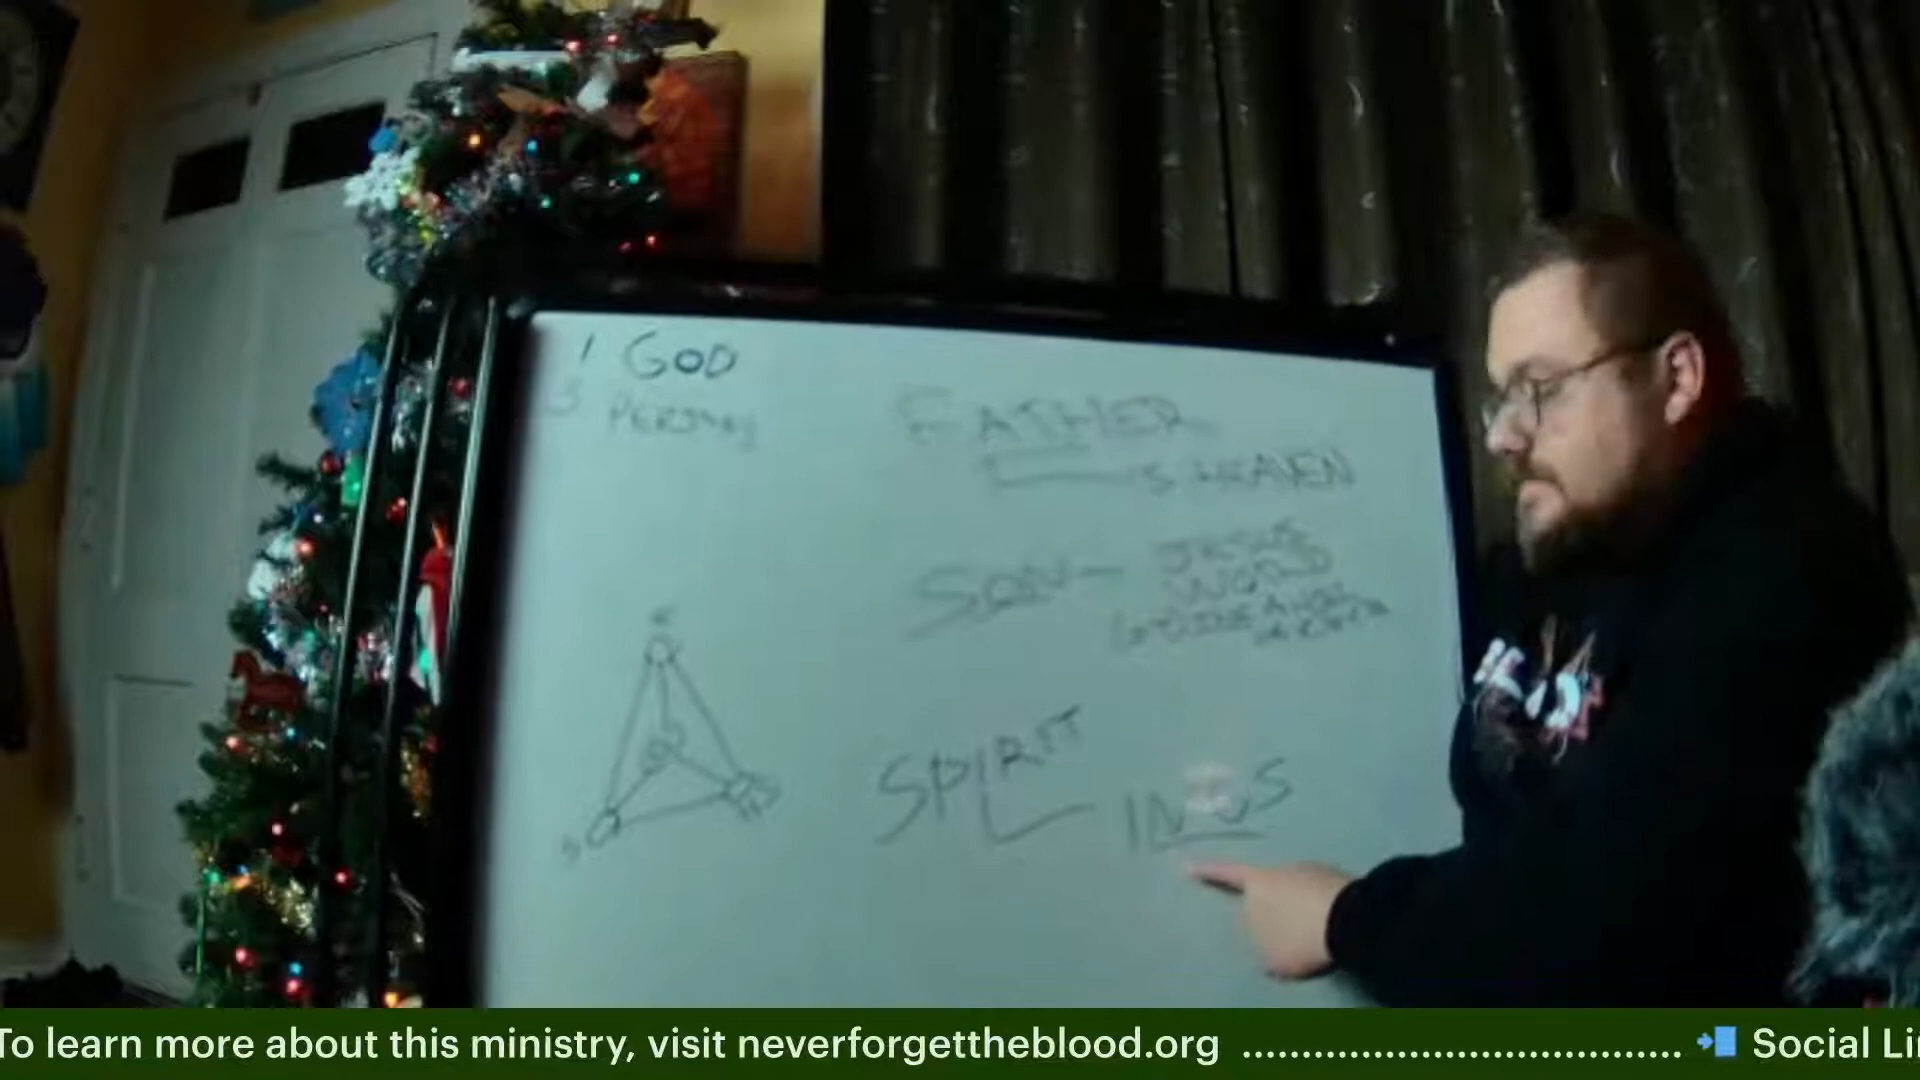 1 GOD
3 PERSONS
FATHER
IS HEAVEN
SON - JESUS
WORD
SPIRIT
IN US
To learn more about this ministry, visit nevergettheblood.org .................................... Social Li